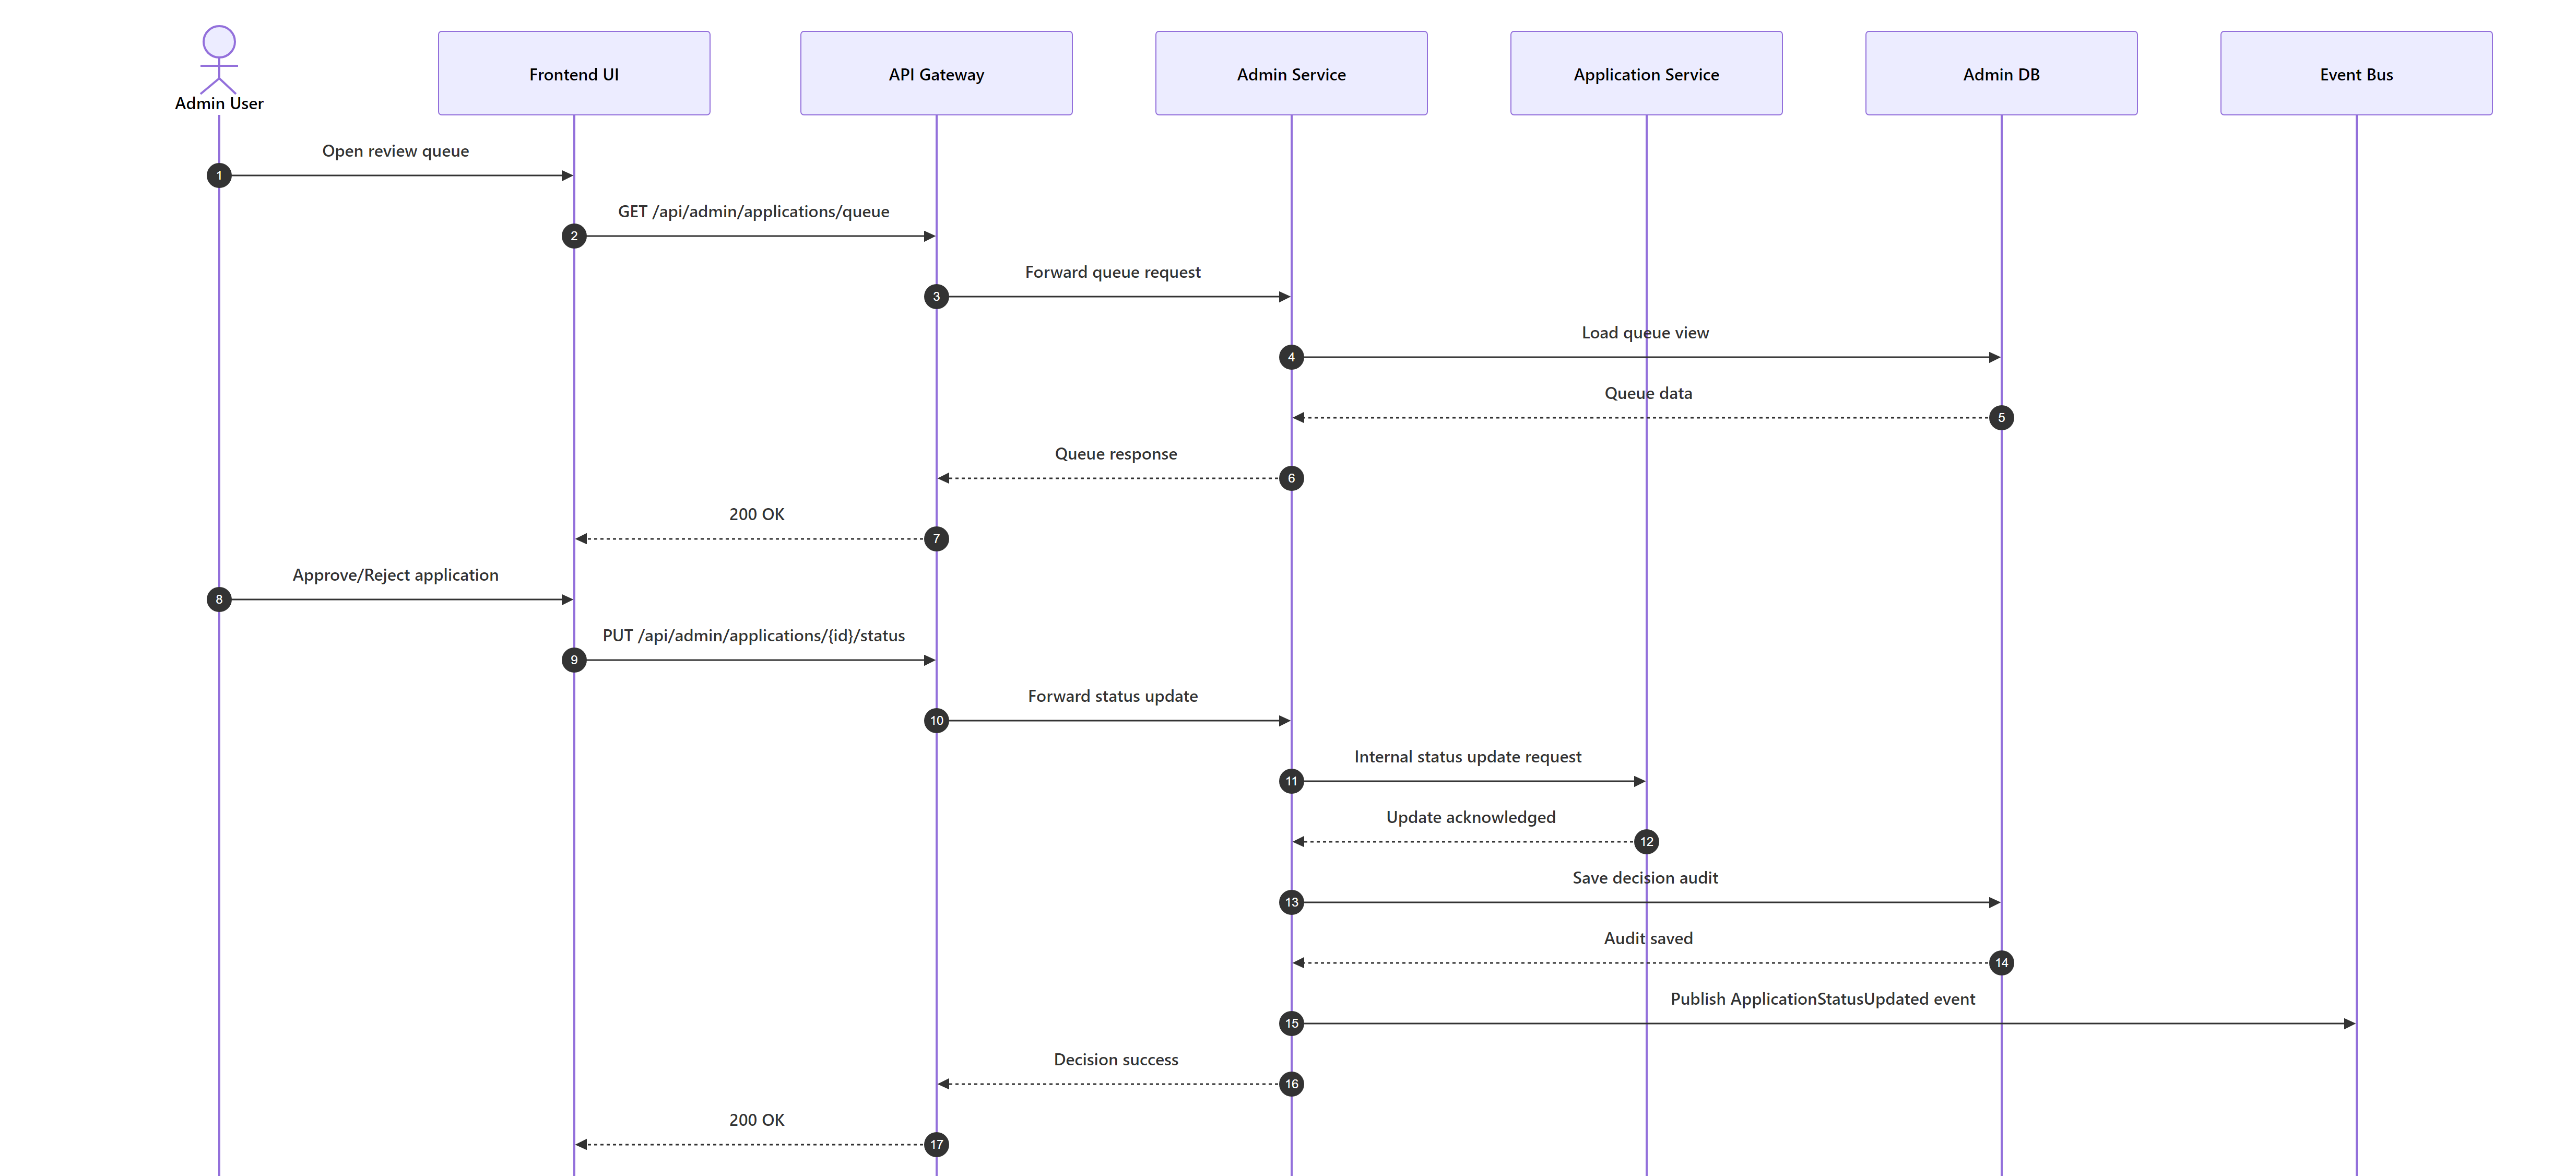 Admin User
Frontend UI
API Gateway
Admin Service
Application Service
Admin DB
Event Bus
Open review queue
1
GET /api/admin/applications/queue
2
Forward queue request
3
Load queue view
4
Queue data
5
Queue response
6
200 OK
7
Approve/Reject application
8
PUT /api/admin/applications/{id}/status
9
Forward status update
10
Internal status update request
11
Update acknowledged
12
Save decision audit
13
Audit saved
14
Publish ApplicationStatusUpdated event
15
Decision success
16
200 OK
17